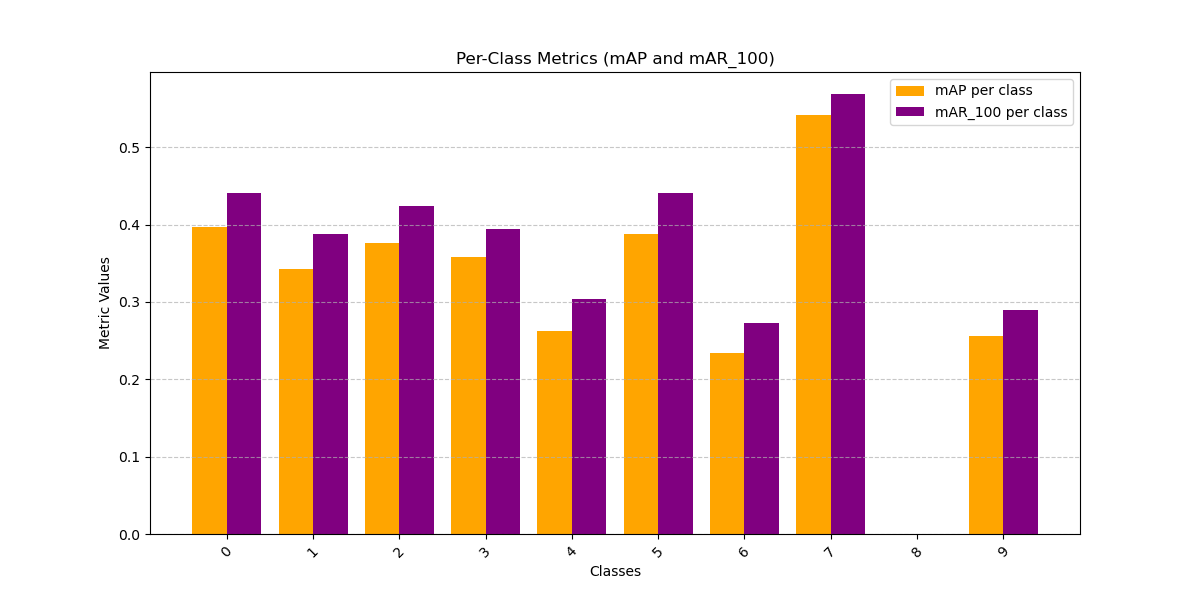 Per-Class Metrics (mAP and mAR_100)
mAP per class
mAR_100 per class
Metric Values
0.5
0.4
0.3
0.2
0.1
0.0
0 1 2 3 4 5 6 7 8 9
Classes